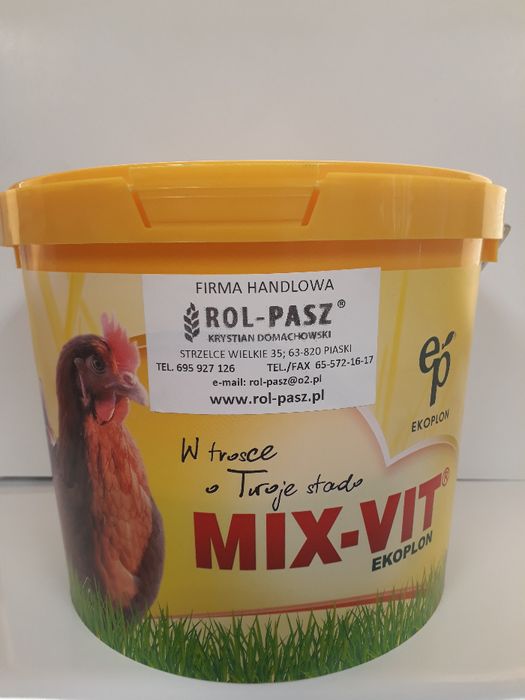 FIRMA HANDLOWA
ROL-PASZ®
KRYSTIAN DOMACHOWSKI
STRZELCE WIELKIE 35; 63-820 PIASKI
TEL. 695 927 126 TEL./FAX 65-572-16-17
e-mail: rol-pasz@o2.pl
www.rol-pasz.pl
ep
EKOPLON
W trosce
o Twoje stado
MIX-VIT®
EKOPLON